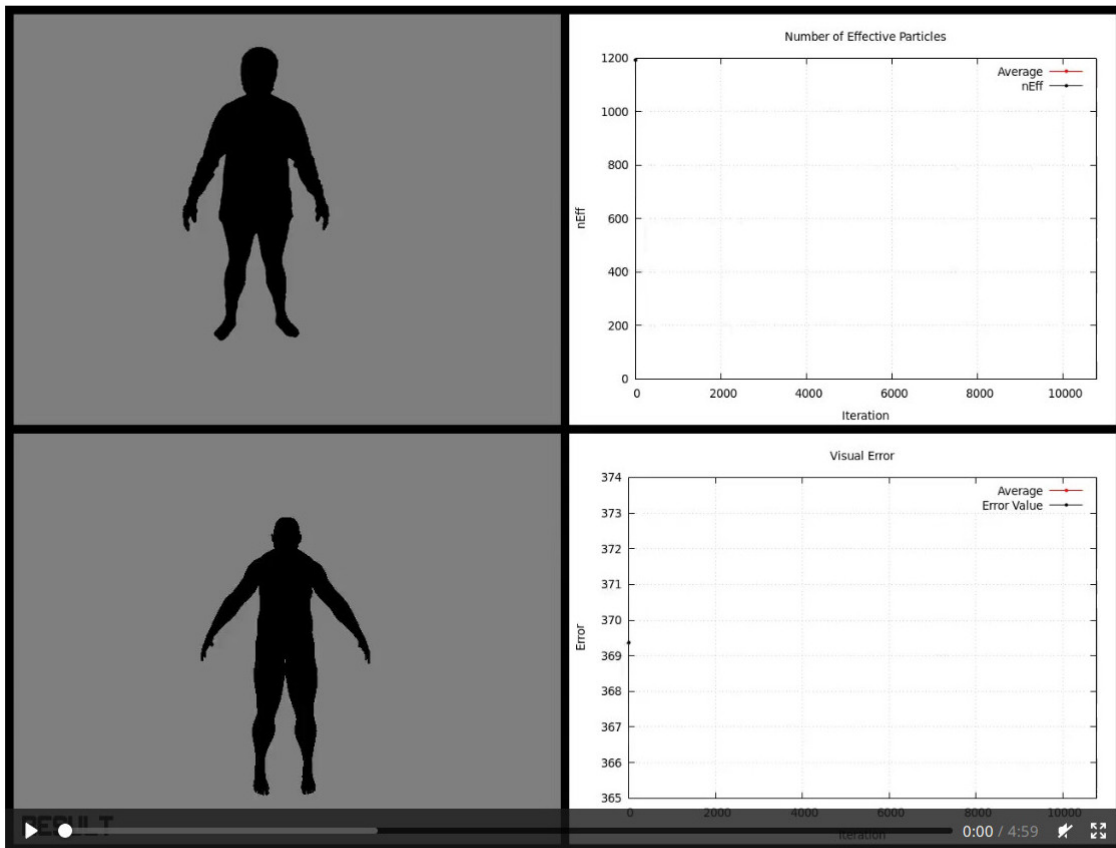 Number of Effective Particles
1200
1000
800
600
400
200
0
nEff
Average
nEff
0 2000 4000 6000 8000 10000
Iteration
Visual Error
374
373
372
371
370
369
368
367
366
365
Error
Average
Error Value
0 2000 4000 6000 8000 10000
Iteration
RESULT
0:00 / 4:59